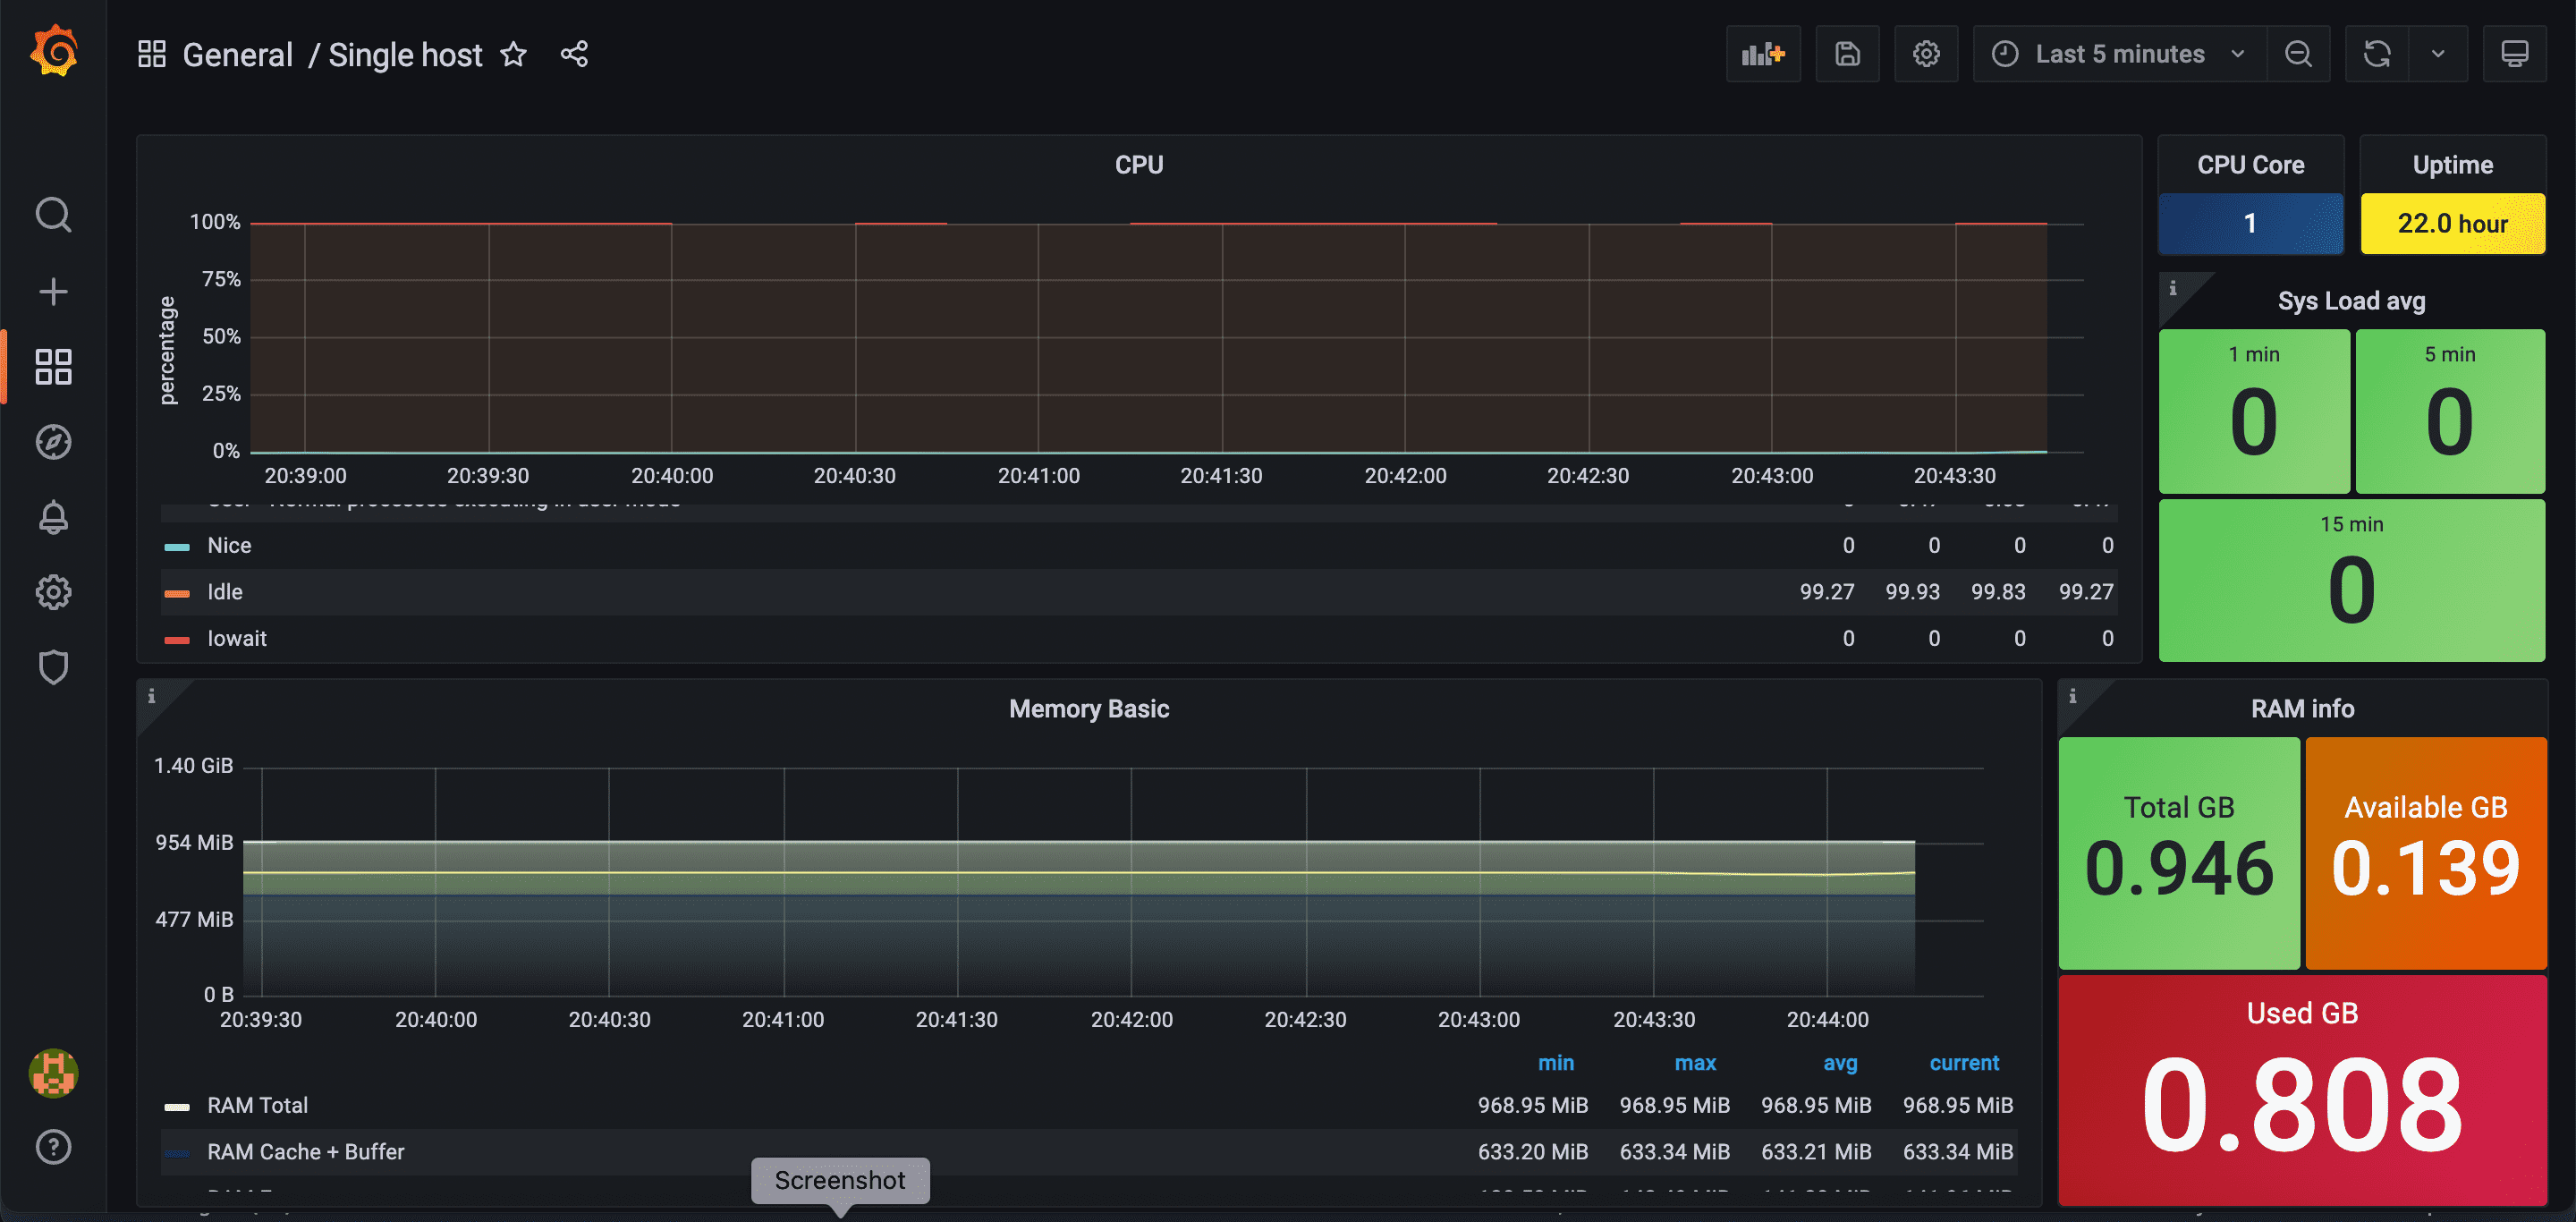 General / Single host
Last 5 minutes
CPU
percentage
100%
75%
50%
25%
0%
20:39:00 20:39:30 20:40:00 20:40:30 20:41:00 20:41:30 20:42:00 20:42:30 20:43:00 20:43:30
User - Normal processes executing in user mode
Nice 0 0 0 0
Idle 99.27 99.93 99.83 99.27
Iowait 0 0 0 0
CPU Core
1
Uptime
22.0 hour
Sys Load avg
1 min
0
5 min
0
15 min
0
Memory Basic
1.40 GiB
954 MiB
477 MiB
0 B
20:39:30 20:40:00 20:40:30 20:41:00 20:41:30 20:42:00 20:42:30 20:43:00 20:43:30 20:44:00
min max avg current
RAM Total 968.95 MiB 968.95 MiB 968.95 MiB 968.95 MiB
RAM Cache + Buffer 633.20 MiB 633.34 MiB 633.21 MiB 633.34 MiB
RAM info
Total GB
0.946
Available GB
0.139
Used GB
0.808
Screenshot